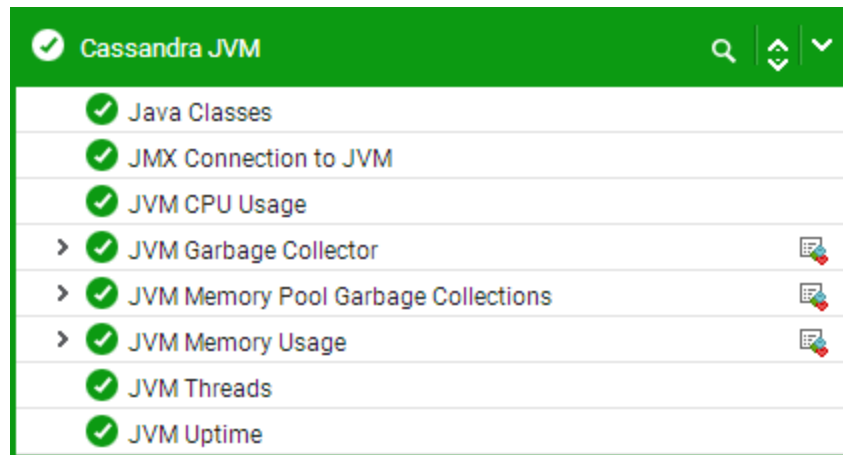 Cassandra JVM
Java Classes
JMX Connection to JVM
JVM CPU Usage
JVM Garbage Collector
JVM Memory Pool Garbage Collections
JVM Memory Usage
JVM Threads
JVM Uptime